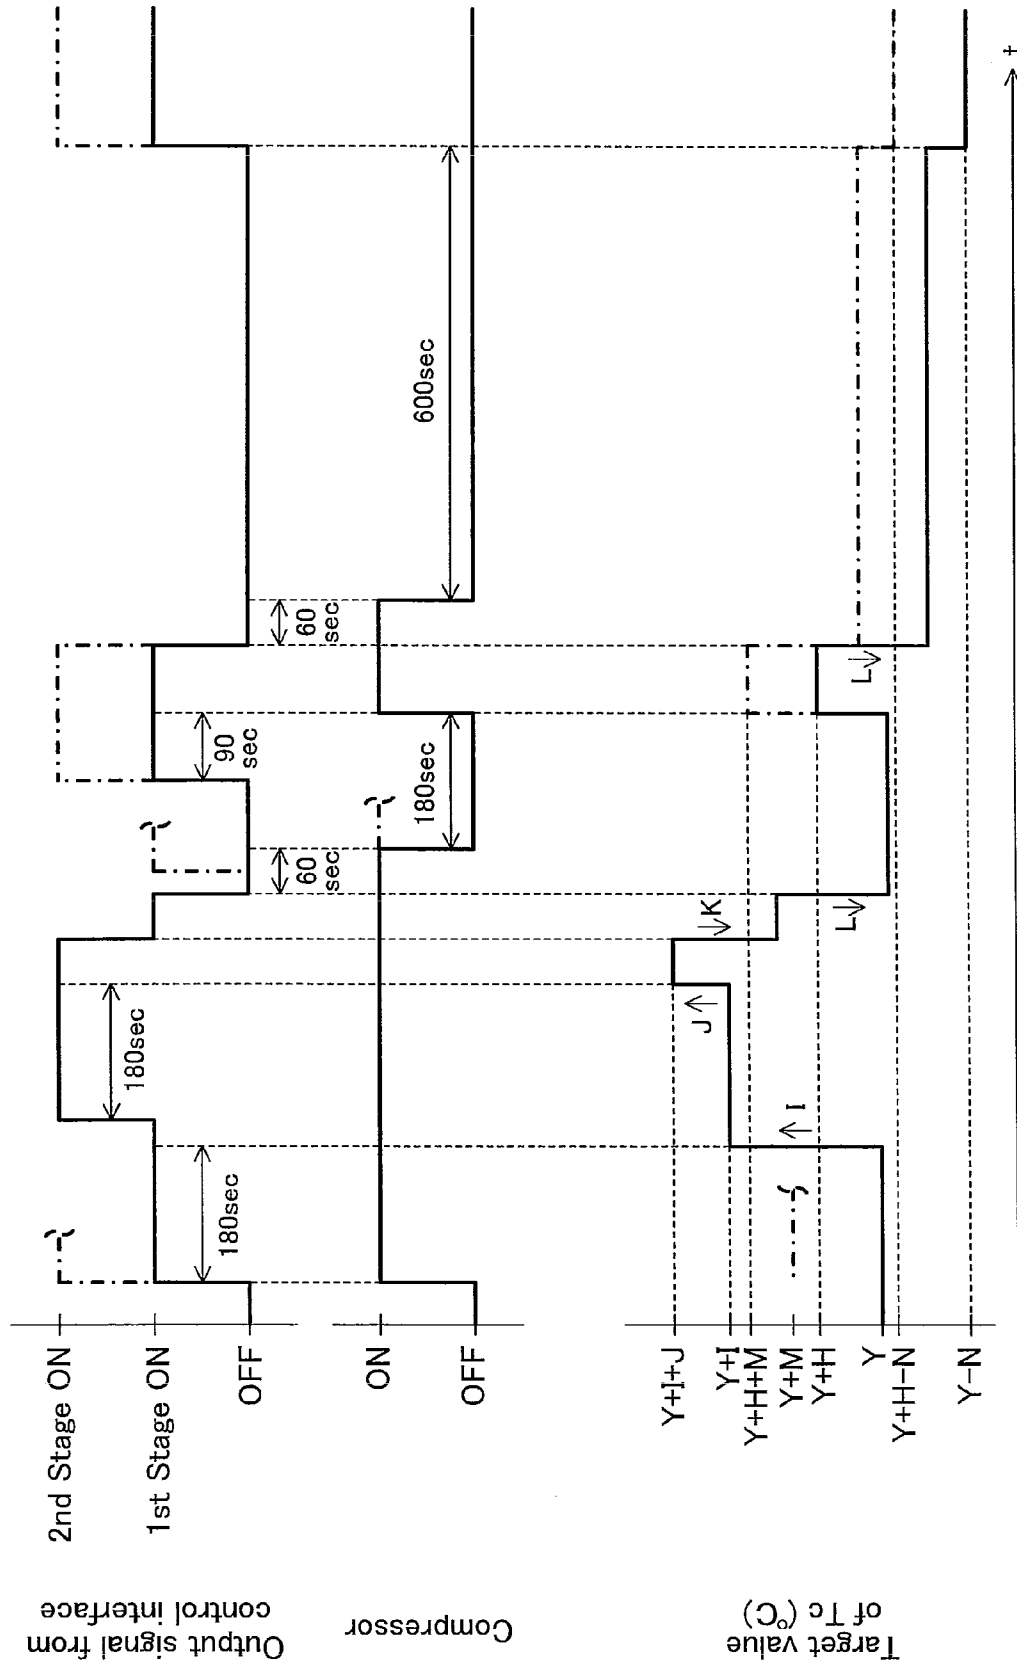 Output signal from
control interface
2nd Stage ON
1st Stage ON
OFF
180sec
180sec
60
sec
90
sec
60
sec
Compressor
ON
OFF
180sec
600sec
Target value
of Tc (°C)
Y+I+J
Y+I
Y+H+M
Y+M
Y+H
Y
Y+H-N
Y-N
I
J
K
L
L
t